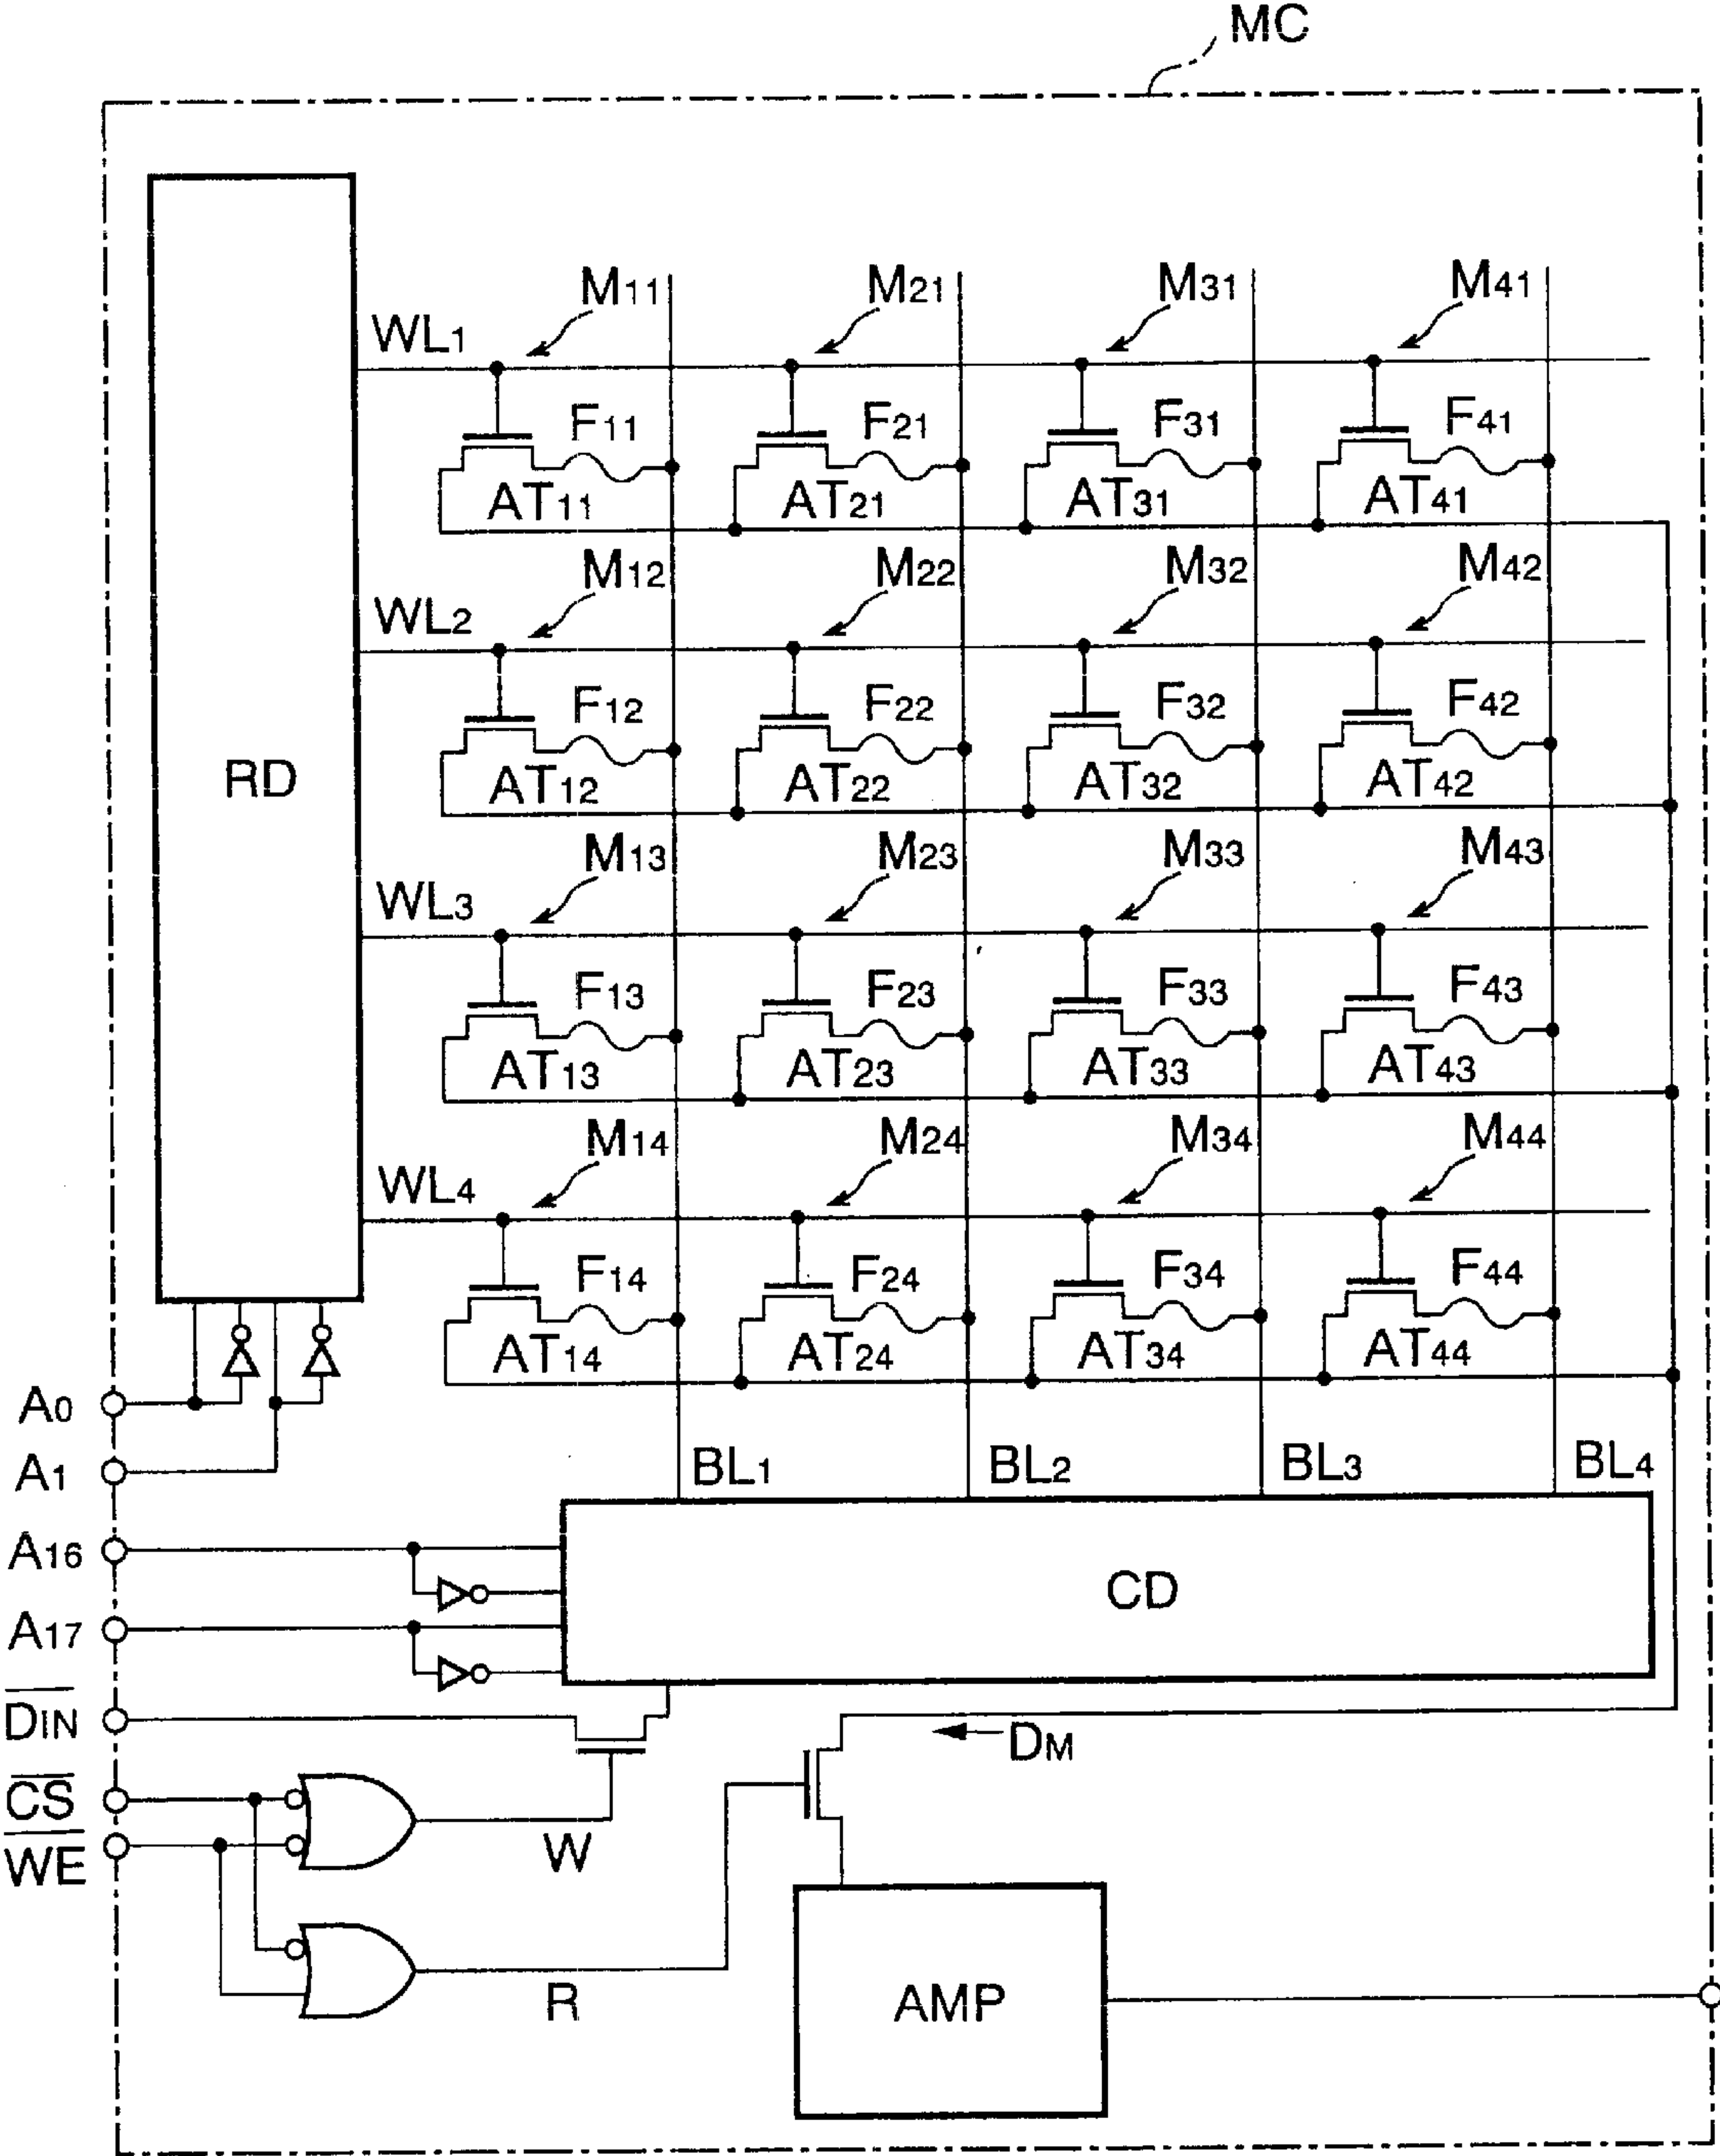 MC
M11 M21 M31 M41
WL1
F11 F21 F31 F41
AT11 AT21 AT31 AT41
M12 M22 M32 M42
WL2
F12 F22 F32 F42
RD
AT12 AT22 AT32 AT42
M13 M23 M33 M43
WL3
F13 F23 F33 F43
AT13 AT23 AT33 AT43
M14 M24 M34 M44
WL4
F14 F24 F34 F44
AT14 AT24 AT34 AT44
A0
A1
BL1 BL2 BL3 BL4
A16
CD
A17
D̅I̅N̅
DM
C̅S̅
W̅E̅
W
R
AMP